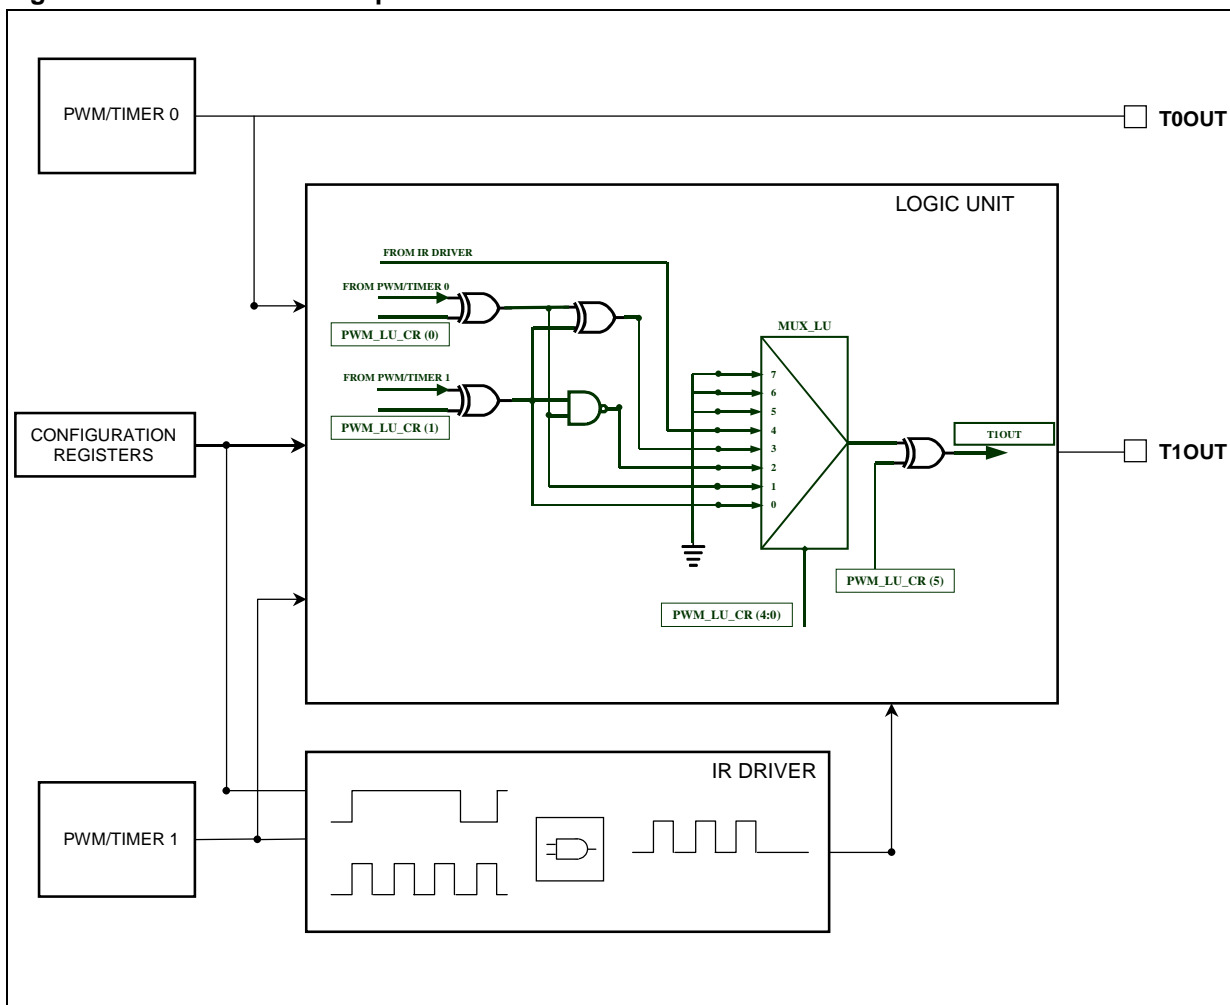 PWM/TIMER 0
T0OUT
LOGIC UNIT
FROM IR DRIVER
FROM PWM/TIMER 0
PWM_LU_CR (0)
MUX_LU
FROM PWM/TIMER 1
PWM_LU_CR (1)
7
6
5
4
3
2
1
0
T1OUT
T1OUT
CONFIGURATION
REGISTERS
PWM_LU_CR (5)
PWM_LU_CR (4:0)
IR DRIVER
PWM/TIMER 1